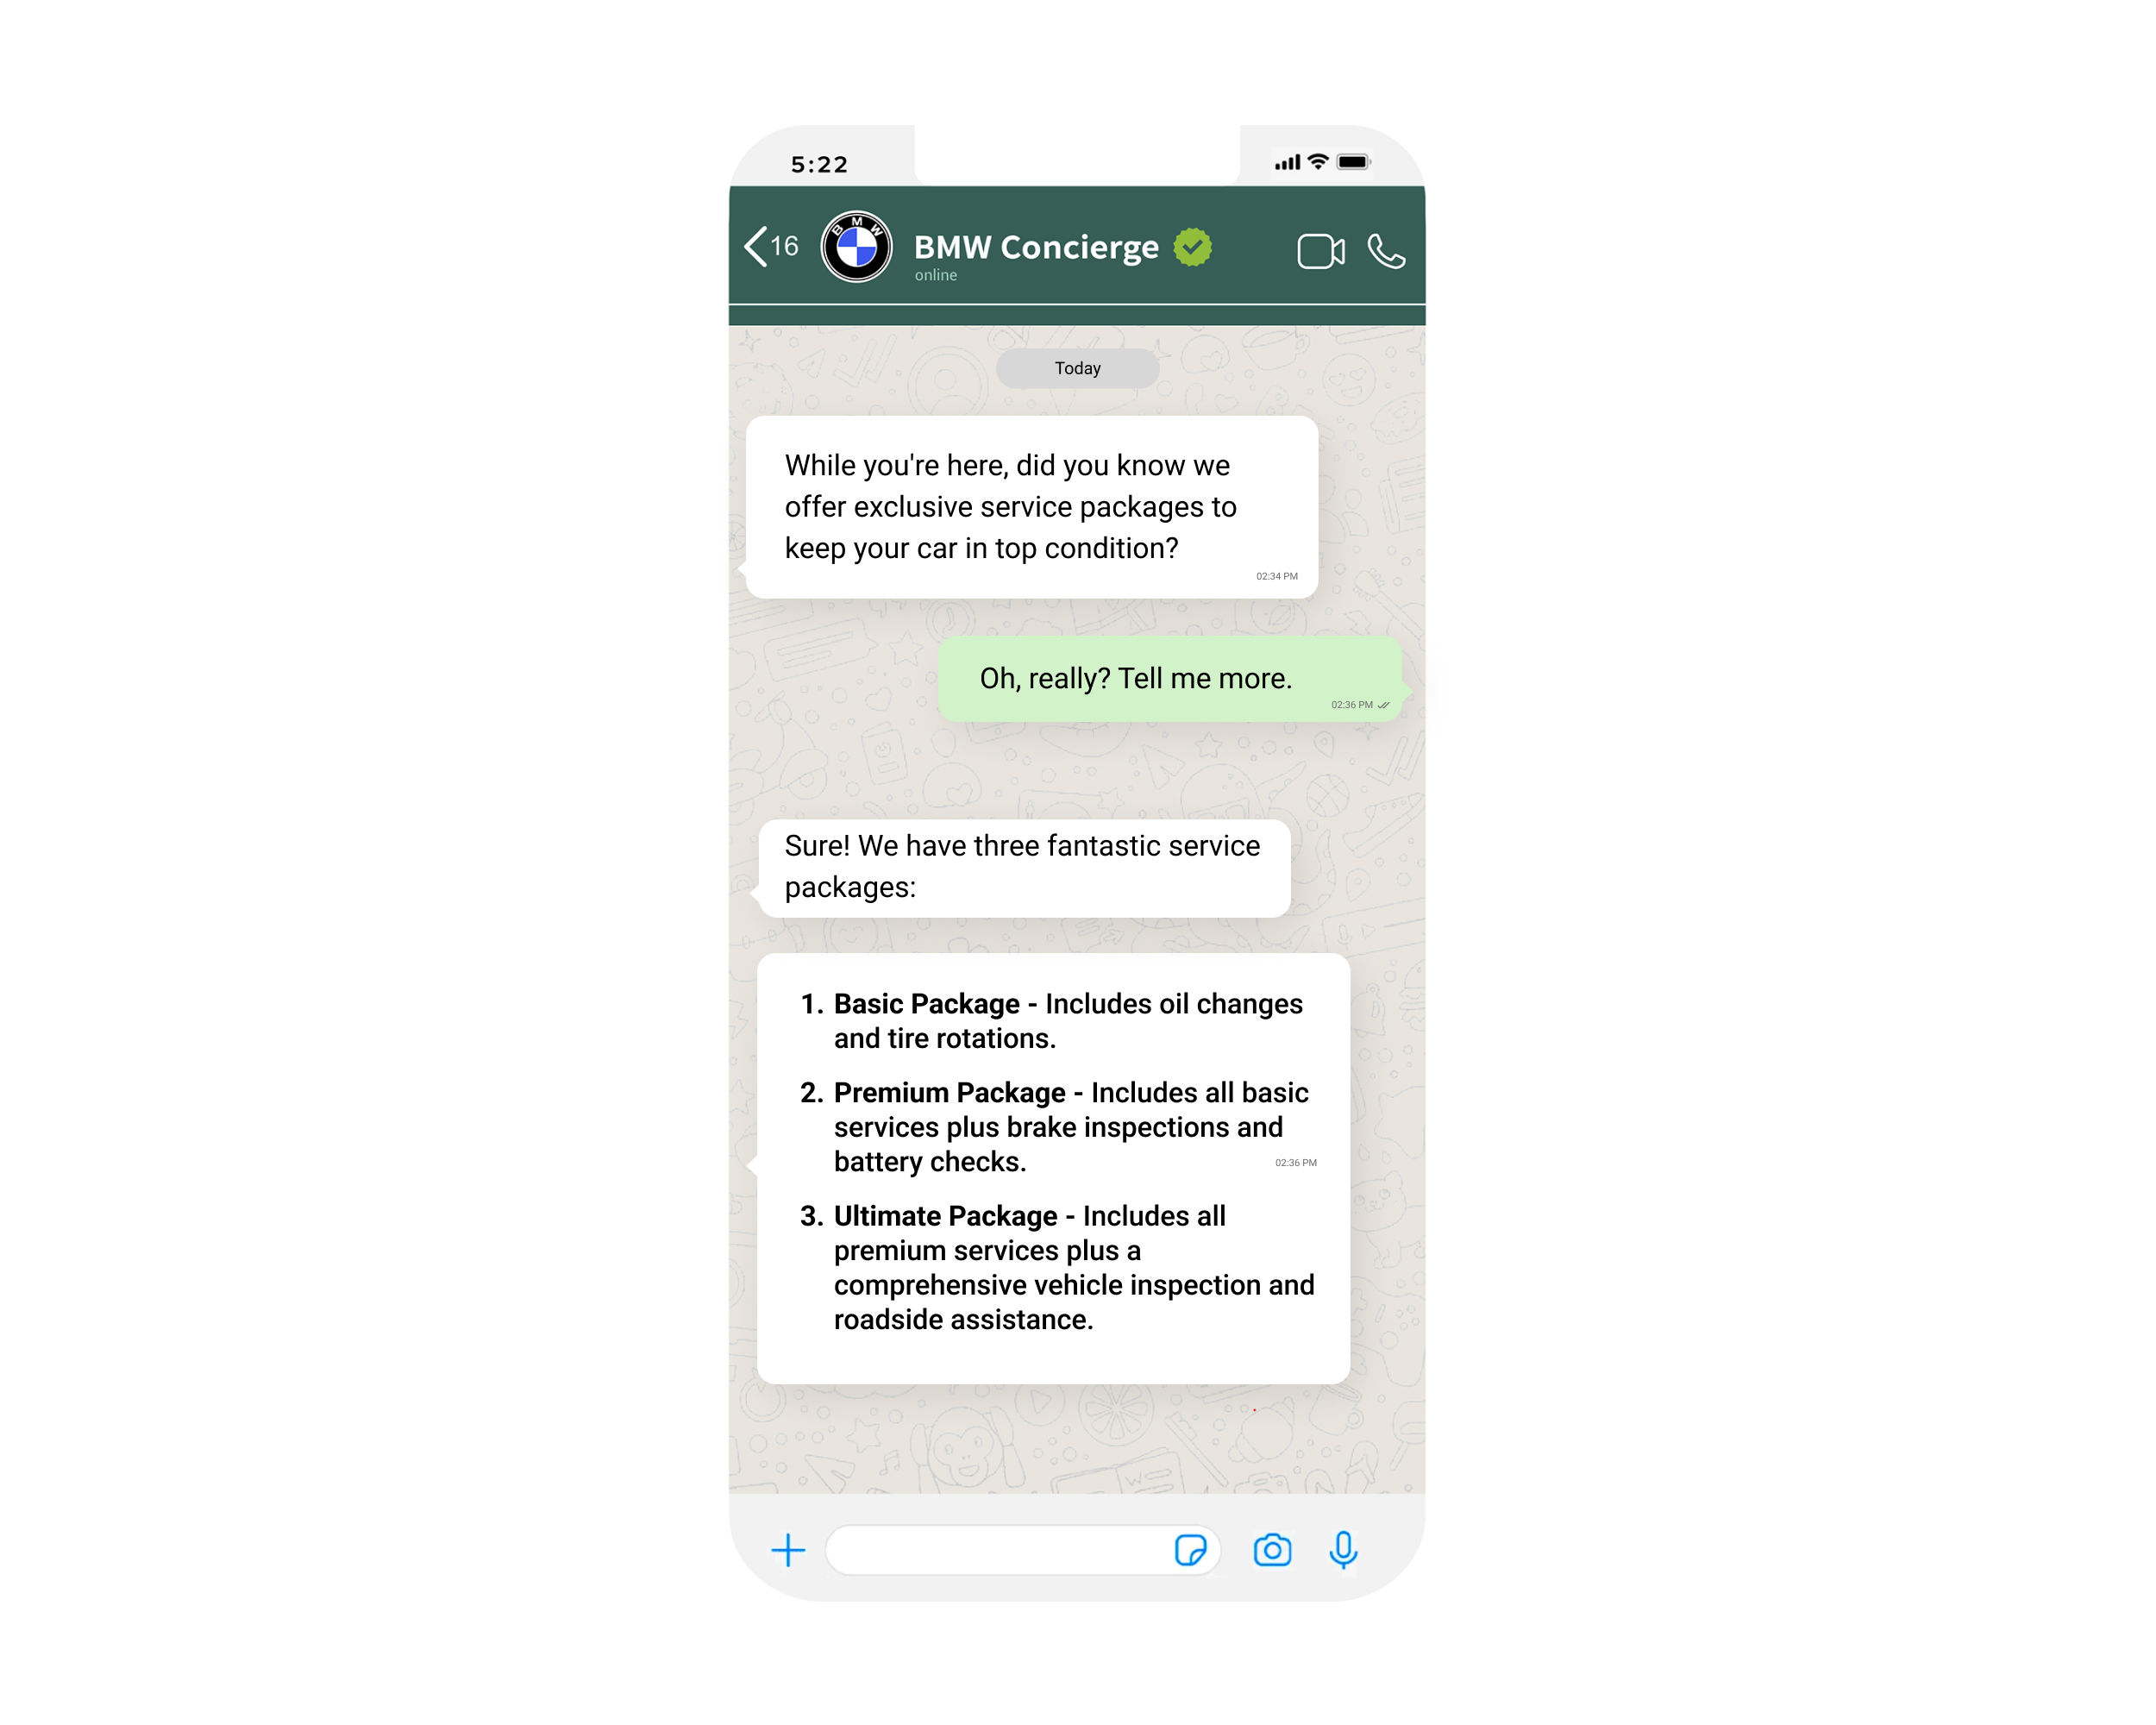 5:22
16
BMW
BMW Concierge
online
Today
While you're here, did you know we
offer exclusive service packages to
keep your car in top condition?
02:34 PM
Oh, really? Tell me more.
02:36 PM
Sure! We have three fantastic service
packages:
1. Basic Package - Includes oil changes
and tire rotations.
2. Premium Package - Includes all basic
services plus brake inspections and
battery checks.
02:36 PM
3. Ultimate Package - Includes all
premium services plus a
comprehensive vehicle inspection and
roadside assistance.